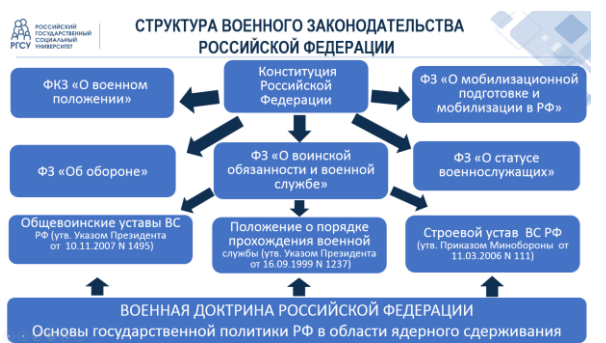 РОССИЙСКИЙ
ГОСУДАРСТВЕННЫЙ
СОЦИАЛЬНЫЙ
УНИВЕРСИТЕТ
РГСУ
СТРУКТУРА ВОЕННОГО ЗАКОНОДАТЕЛЬСТВА
РОССИЙСКОЙ ФЕДЕРАЦИИ
ФКЗ «О военном
положении»
Конституция
Российской
Федерации
ФЗ «О мобилизационной
подготовке и
мобилизации в РФ»
ФЗ «Об обороне»
ФЗ «О воинской
обязанности и военной
службе»
ФЗ «О статусе
военнослужащих»
Общевоинские уставы ВС
РФ (утв. Указом Президента
от 10.11.2007 N 1495)
Положение о порядке
прохождения военной
службы (утв. Указом Президента
от 16.09.1999 N 1237)
Строевой устав ВС РФ
(утв. Приказом Минобороны от
11.03.2006 N 111)
ВОЕННАЯ ДОКТРИНА РОССИЙСКОЙ ФЕДЕРАЦИИ
Основы государственной политики РФ в области ядерного сдерживания